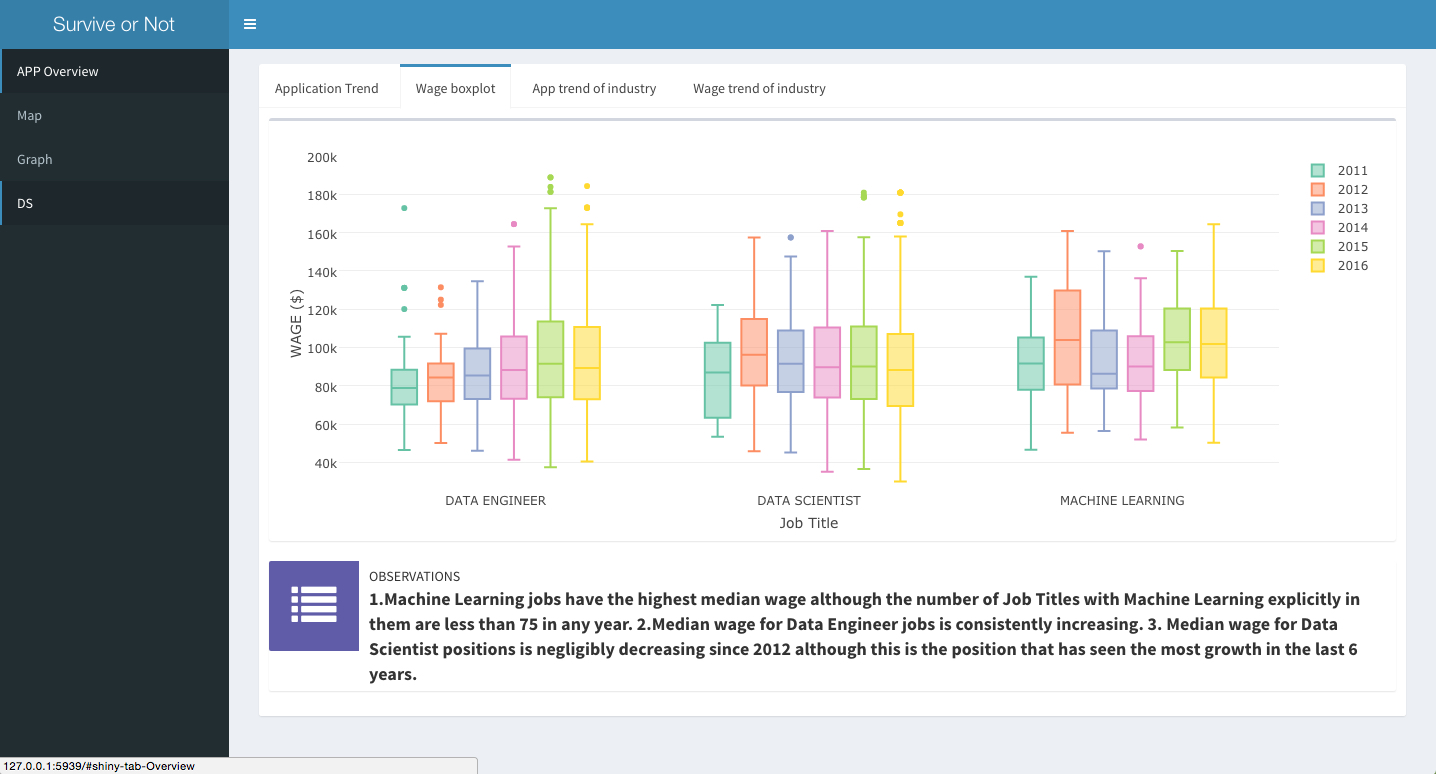 Survive or Not
APP Overview
Map
Graph
DS
Application Trend
Wage boxplot
App trend of industry
Wage trend of industry
200k
180k
160k
140k
120k
100k
80k
60k
40k
WAGE ($)
DATA ENGINEER
DATA SCIENTIST
MACHINE LEARNING
Job Title
2011
2012
2013
2014
2015
2016
OBSERVATIONS
1.Machine Learning jobs have the highest median wage although the number of Job Titles with Machine Learning explicitly in
them are less than 75 in any year. 2.Median wage for Data Engineer jobs is consistently increasing. 3. Median wage for Data
Scientist positions is negligibly decreasing since 2012 although this is the position that has seen the most growth in the last 6
years.
127.0.0.1:5939/#shiny-tab-Overview